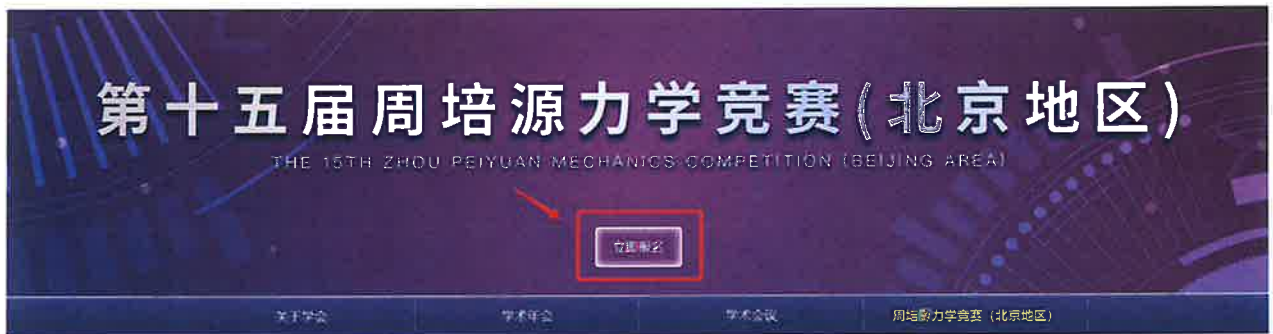 第十五届周培源力学竞赛(北京地区)
THE 15TH ZHOU PEIYUAN MECHANICS COMPETITION (BEIJING AREA)
立即报名
关于学会 学术年会 学术会议 周培源力学竞赛（北京地区）